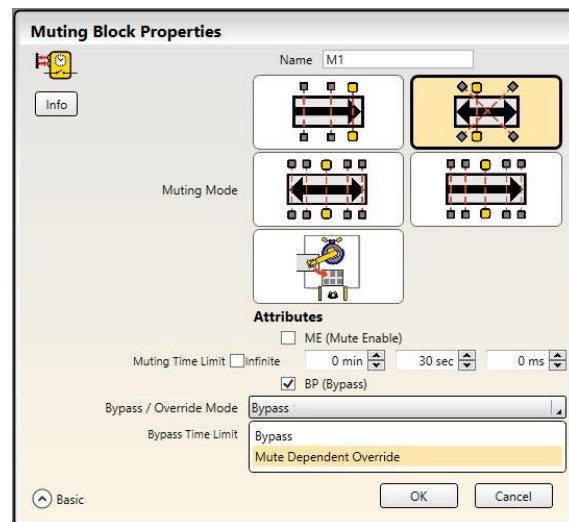 Muting Block Properties
Name M1
Info
Muting Mode
Attributes
ME (Mute Enable)
Muting Time Limit Infinite 0 min 30 sec 0 ms
BP (Bypass)
Bypass / Override Mode Bypass
Bypass Time Limit Bypass
Mute Dependent Override
Basic OK Cancel